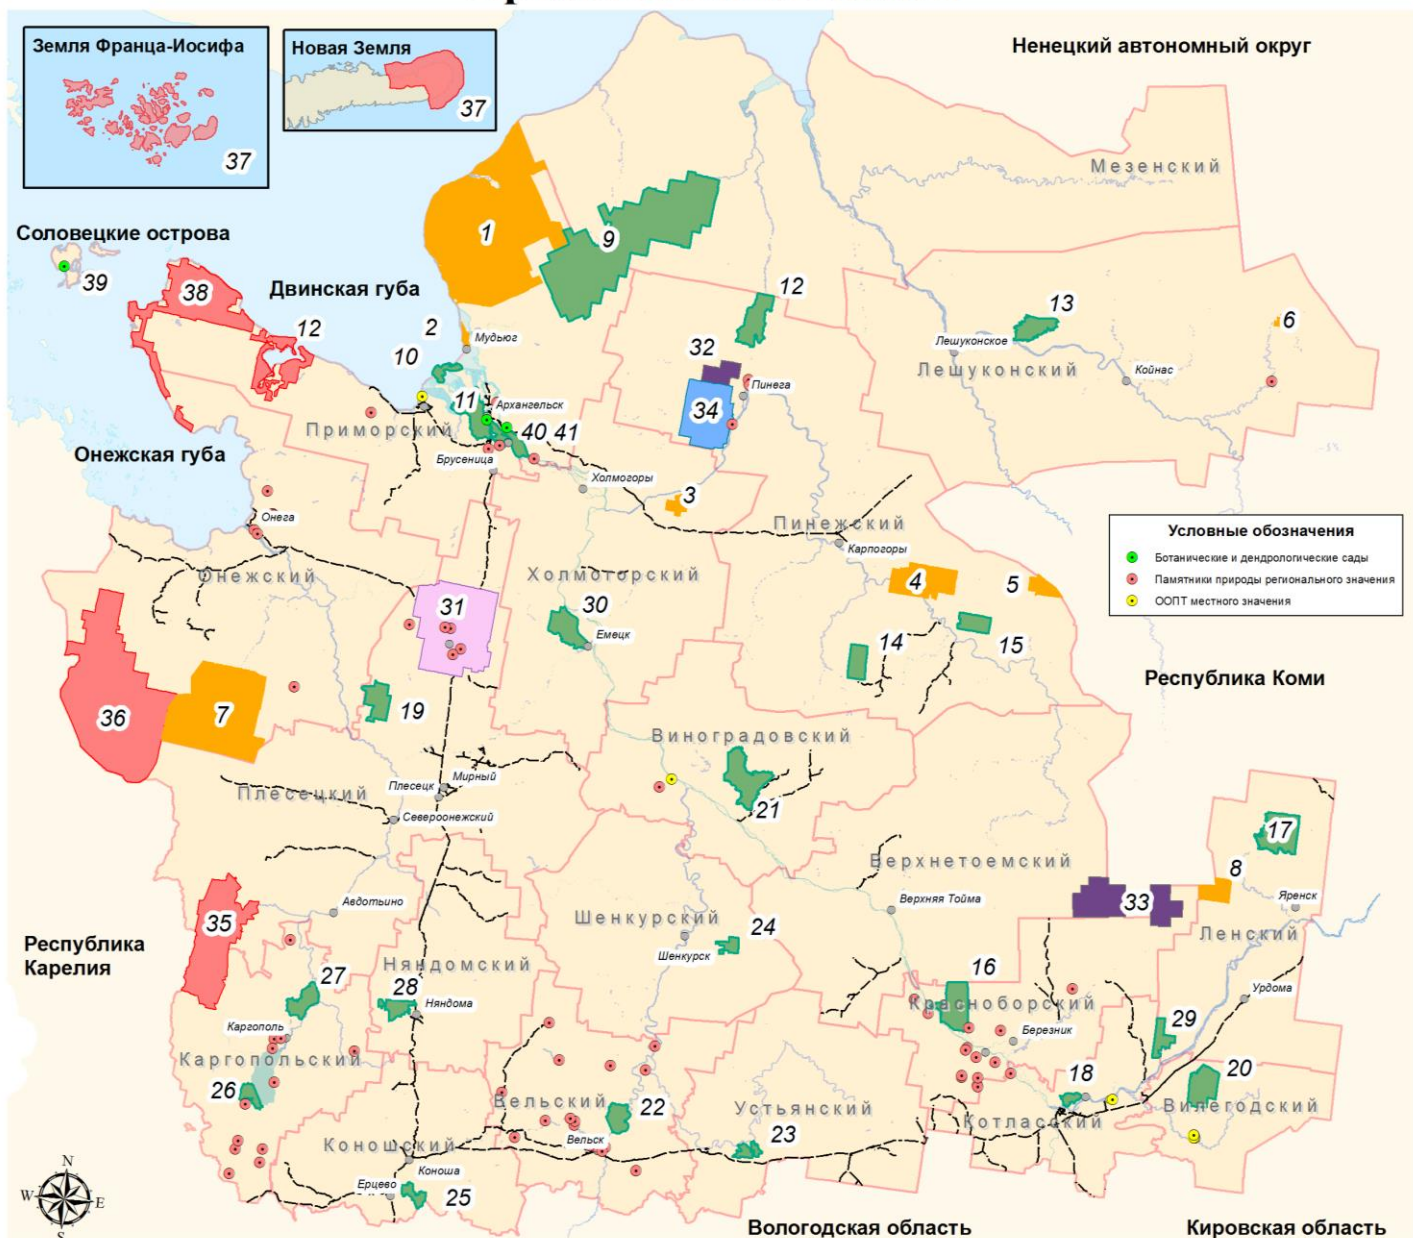 Земля Франца-Иосифа
37
Новая Земля
37
Ненецкий автономный округ
Мезенский
Соловецкие острова
39
38
12
Двинская губа
1
9
2
Мудьюг
10
11
Архангельск
40 41
Приморский
Брусеница
Онежская губа
12
32
Пинега
34
13
Лешуконское
Лешуконский
Койнас
6
Холмогоры
3
Пинежский
Карпогоры
4
5
14
15
Условные обозначения
Ботанические и дендрологические сады
Памятники природы регионального значения
ООПТ местного значения
Онега
Онежский
31
Холмогорский
30
Емецк
36
7
19
Республика Коми
Виноградовский
21
Плесецкий
Плесецк
Мирный
Североонежский
Верхнетоемский
Верхняя Тойма
33
17
8
Яренск
Ленский
Урдома
35
Авдотьино
Республика
Карелия
Шенкурский
Шенкурск
24
27
Няндомский
28
Няндома
Каргополь
Каргопольский
26
16
Красноборский
Березник
29
18
20
Вилегодский
Котласский
Вельский
22
Вельск
Устьянский
23
Коношский
Коноша
Ерцево
25
N
W
E
S
Вологодская область
Кировская область